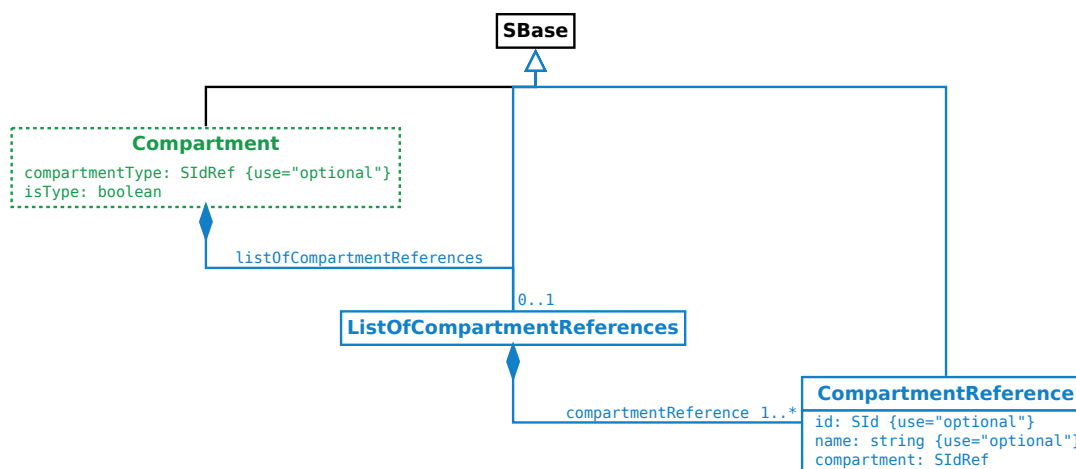 SBase
Compartment
compartmentType: SIdRef {use="optional"}
isType: boolean
listOfCompartmentReferences
0..1
ListOfCompartmentReferences
compartmentReference 1..*
CompartmentReference
id: SId {use="optional"}
name: string {use="optional"}
compartment: SIdRef